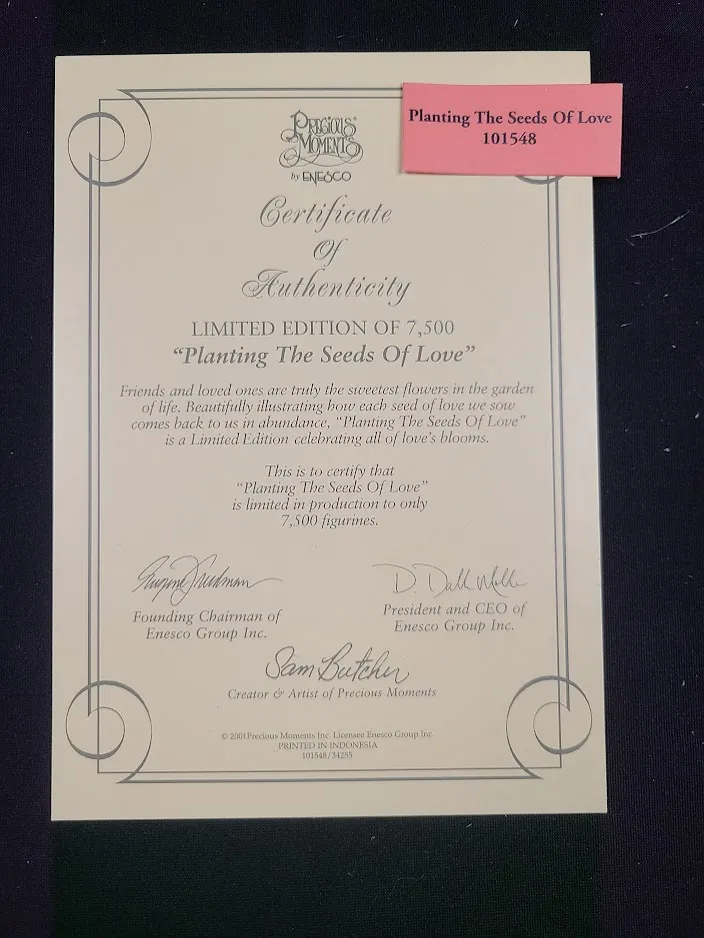 Planting The Seeds Of Love
101548
PRECIOUS
MOMENTS
by ENESCO
Certificate
Of
Authenticity
LIMITED EDITION OF 7,500
“Planting The Seeds Of Love”
Friends and loved ones are truly the sweetest flowers in the garden
of life. Beautifully illustrating how each seed of love we sow
comes back to us in abundance, “Planting The Seeds Of Love”
is a Limited Edition celebrating all of love’s blooms.
This is to certify that
“Planting The Seeds Of Love”
is limited in production to only
7,500 figurines.
Founding Chairman of
Enesco Group Inc.
President and CEO of
Enesco Group Inc.
Sam Butcher
Creator & Artist of Precious Moments
© 2001Precious Moments Inc. Licensee Enesco Group Inc.
PRINTED IN INDONESIA
101548/34255